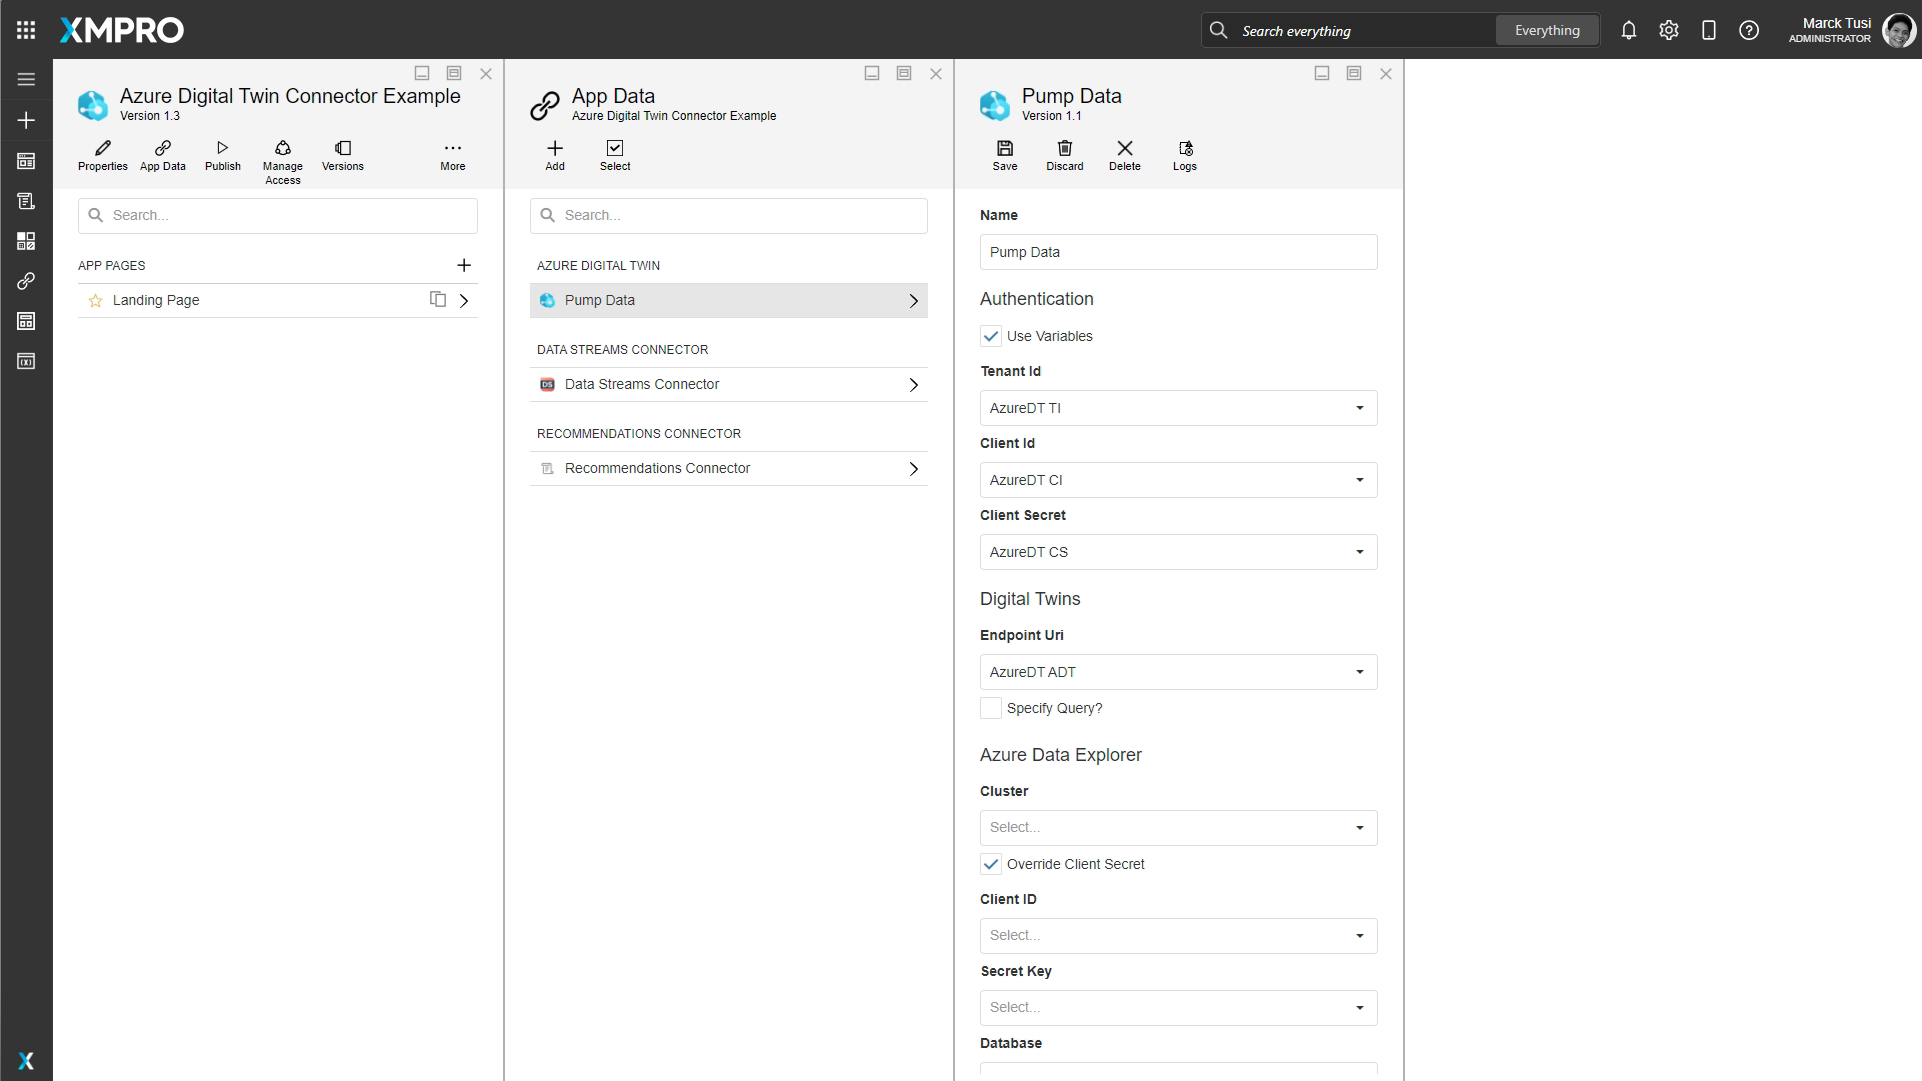 XMPRO
Search everything
Everything
Marck Tusi
ADMINISTRATOR
Azure Digital Twin Connector Example
Version 1.3
Properties
App Data
Publish
Manage Access
Versions
More
Search...
APP PAGES
Landing Page
App Data
Azure Digital Twin Connector Example
Add
Select
Search...
AZURE DIGITAL TWIN
Pump Data
DATA STREAMS CONNECTOR
DS
Data Streams Connector
RECOMMENDATIONS CONNECTOR
Recommendations Connector
Pump Data
Version 1.1
Save
Discard
Delete
Logs
Name
Pump Data
Authentication
Use Variables
Tenant Id
AzureDT TI
Client Id
AzureDT CI
Client Secret
AzureDT CS
Digital Twins
Endpoint Uri
AzureDT ADT
Specify Query?
Azure Data Explorer
Cluster
Select...
Override Client Secret
Client ID
Select...
Secret Key
Select...
Database